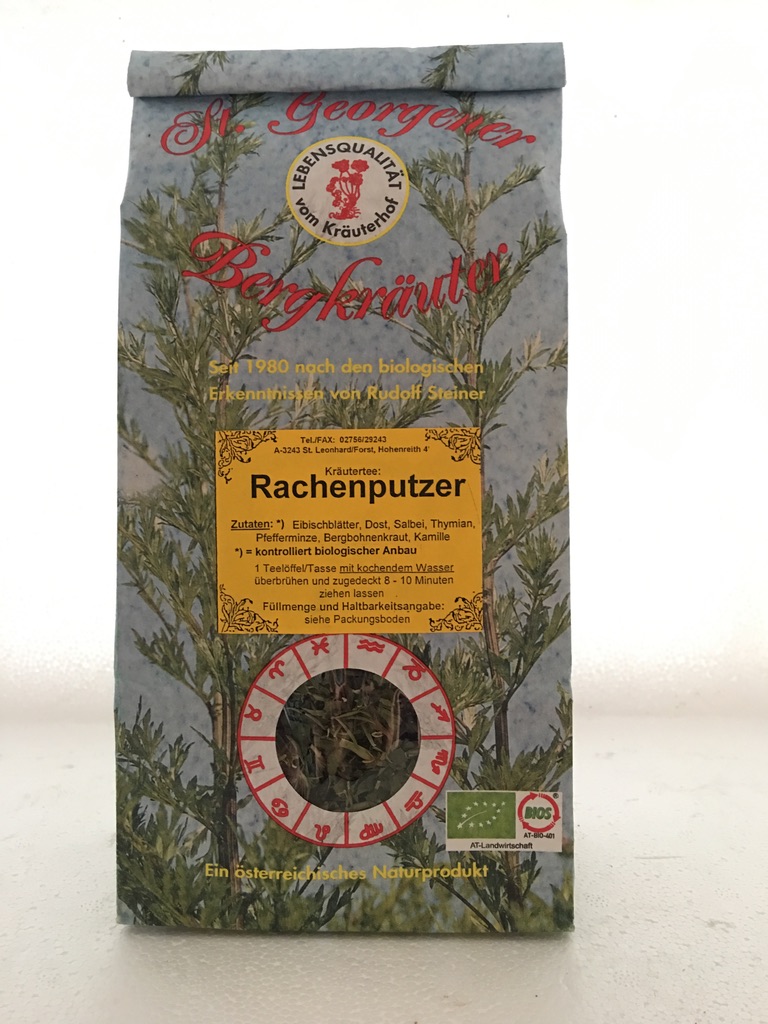 St. Georgener
LEBENSQUALITÄT
vom Kräuterhof
Bergkräuter
Seit 1980 nach den biologischen
Erkenntnissen von Rudolf Steiner
Tel./FAX: 02756/29243
A-3243 St. Leonhard/Forst, Hohenreith 4
Kräutertee:
Rachenputzer
Zutaten: *) Eibischblätter, Dost, Salbei, Thymian,
Pfefferminze, Bergbohnenkraut, Kamille
*) = kontrolliert biologischer Anbau
1 Teelöffel/Tasse mit kochendem Wasser
überbrühen und zugedeckt 8 - 10 Minuten
ziehen lassen
Füllmenge und Haltbarkeitsangabe:
siehe Packungsboden
BIOS
®
AT-BIO-401
AT-Landwirtschaft
Ein österreichisches Naturprodukt